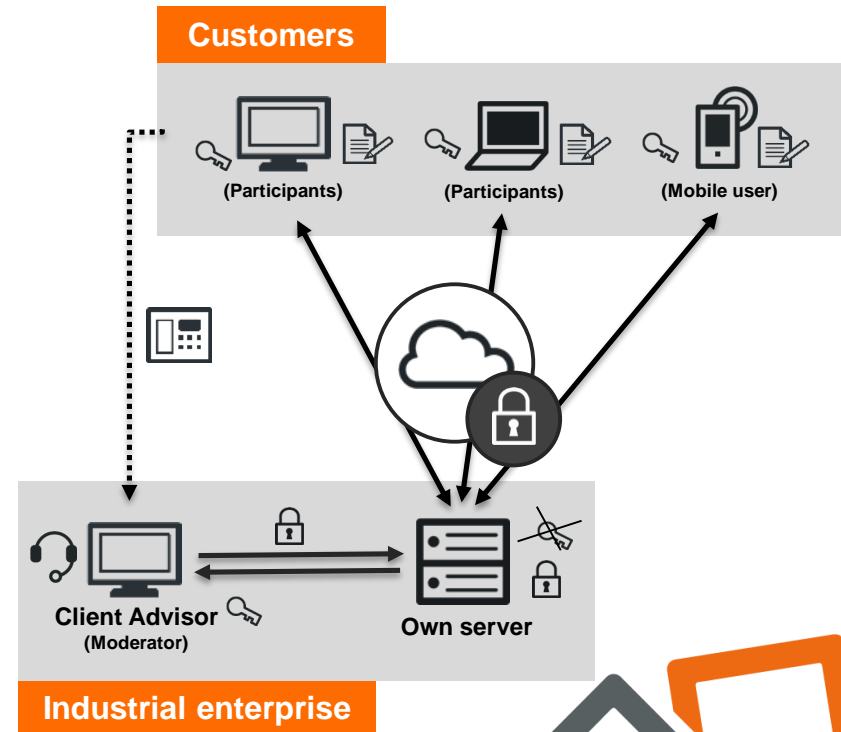 Customers
(Participants)
(Participants)
(Mobile user)
Client Advisor
(Moderator)
Own server
Industrial enterprise